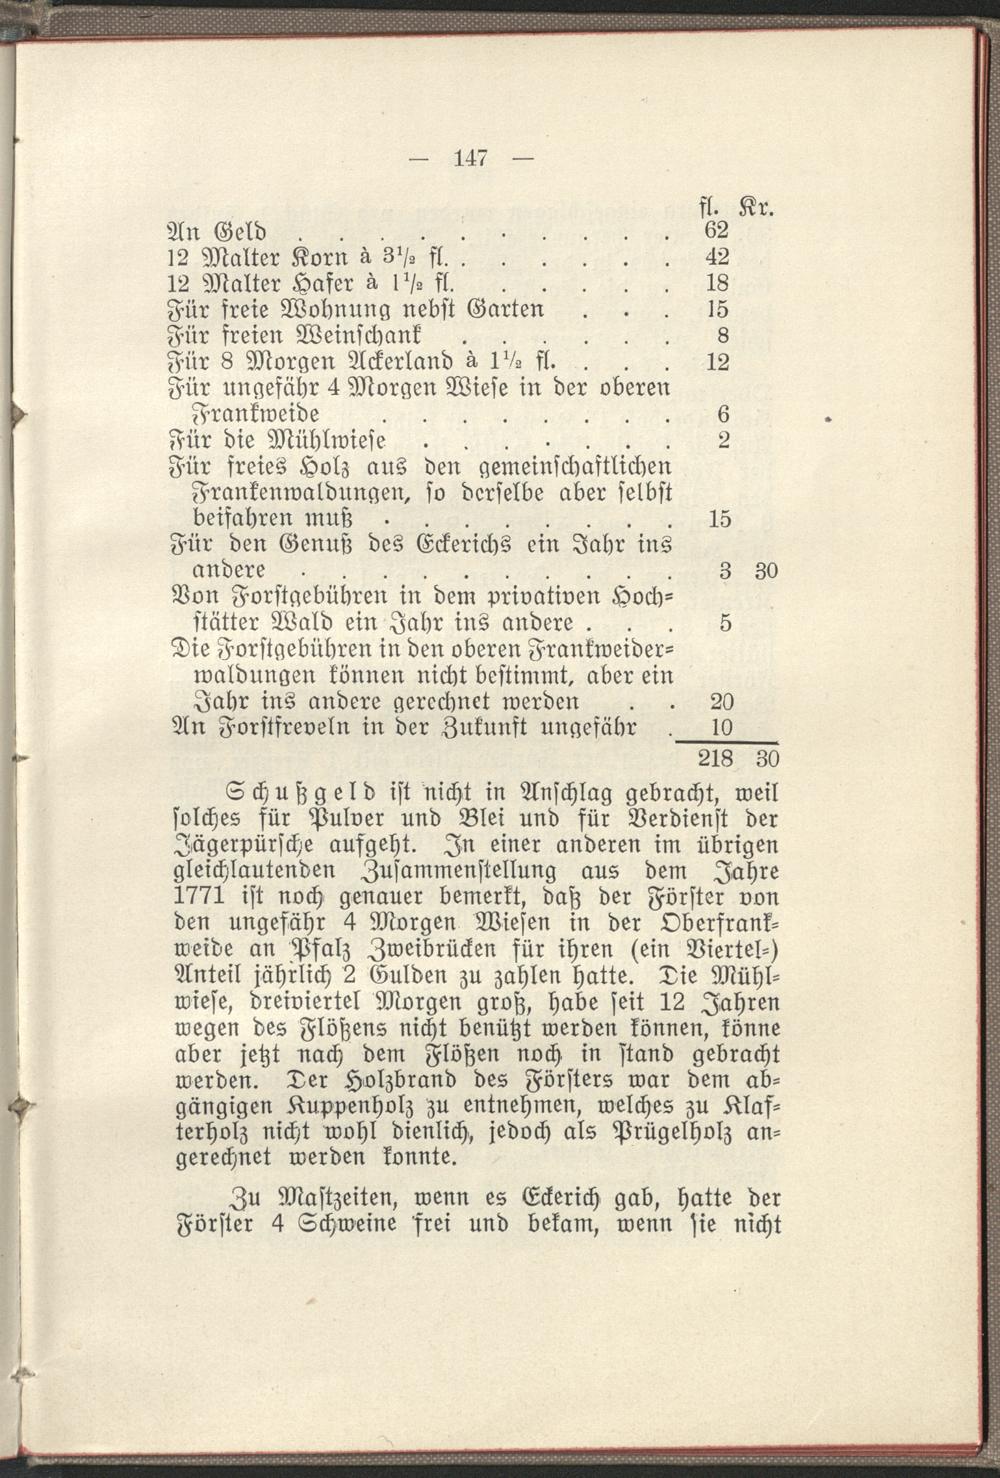 — 147 —
fl. Kr.
An Geld . . . . . . . . . . 62
12 Malter Korn à 3½ fl. . . . . . . 42
12 Malter Hafer à 1½ fl. . . . . . 18
Für freie Wohnung nebst Garten . . . 15
Für freien Weinschank . . . . . . 8
Für 8 Morgen Ackerland à 1½ fl. . . . 12
Für ungefähr 4 Morgen Wiese in der oberen
Frankweide . . . . . . . . 6
Für die Mühlwiese . . . . . . . 2
Für freies Holz aus den gemeinschaftlichen
Frankenwaldungen, so derselbe aber selbst
beifahren muß . . . . . . . . 15
Für den Genuß des Eckerichs ein Jahr ins
andere . . . . . . . . . . 3 30
Von Forstgebühren in dem privativen Hoch-
stätter Wald ein Jahr ins andere . . . 5
Die Forstgebühren in den oberen Frankweider-
waldungen können nicht bestimmt, aber ein
Jahr ins andere gerechnet werden . . 20
An Forstfreveln in der Zukunft ungefähr . 10
218 30
Schußgeld ist nicht in Anschlag gebracht, weil
solches für Pulver und Blei und für Verdienst der
Jägerpürsche aufgeht. In einer anderen im übrigen
gleichlautenden Zusammenstellung aus dem Jahre
1771 ist noch genauer bemerkt, daß der Förster von
den ungefähr 4 Morgen Wiesen in der Oberfrank-
weide an Pfalz Zweibrücken für ihren (ein Viertel-)
Anteil jährlich 2 Gulden zu zahlen hatte. Die Mühl-
wiese, dreiviertel Morgen groß, habe seit 12 Jahren
wegen des Flößens nicht benützt werden können, könne
aber jetzt nach dem Flößen noch in stand gebracht
werden. Der Holzbrand des Försters war dem ab-
gängigen Kuppenholz zu entnehmen, welches zu Klaf-
terholz nicht wohl dienlich, jedoch als Prügelholz an-
gerechnet werden konnte.
Zu Mastzeiten, wenn es Eckerich gab, hatte der
Förster 4 Schweine frei und bekam, wenn sie nicht